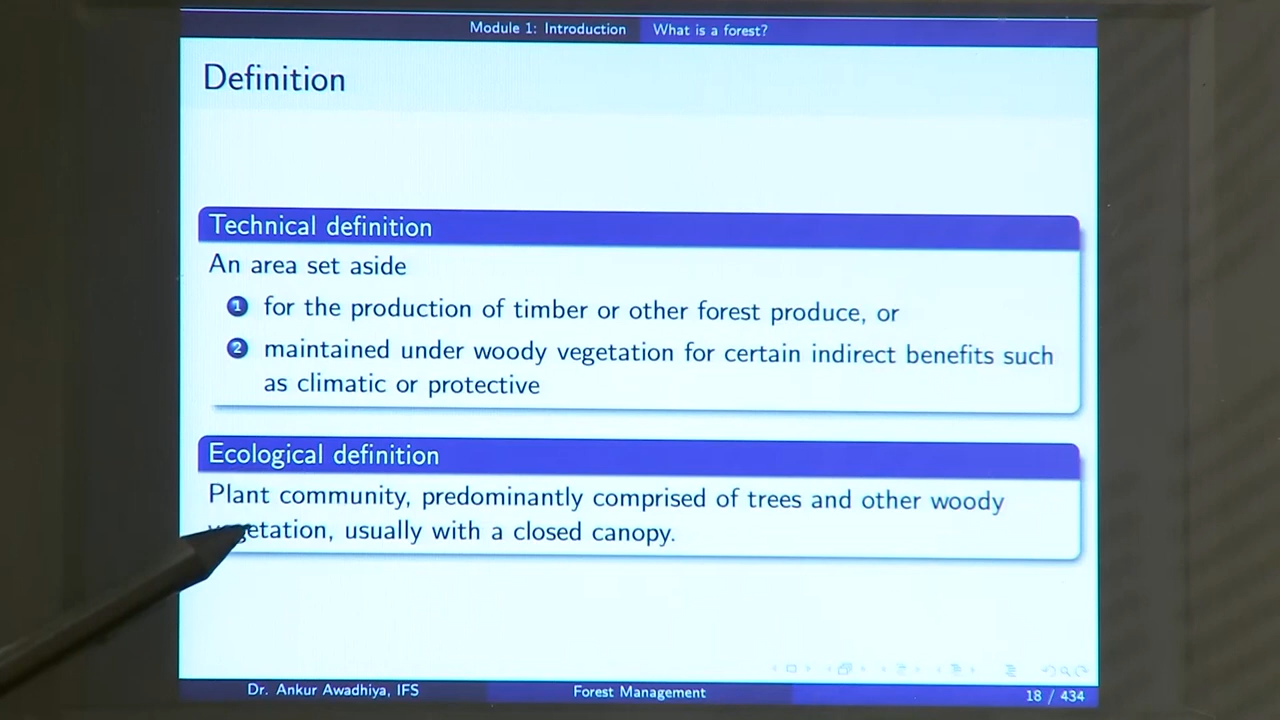 Module 1: Introduction What is a forest?
Definition
Technical definition
An area set aside
1 for the production of timber or other forest produce, or
2 maintained under woody vegetation for certain indirect benefits such
as climatic or protective
Ecological definition
Plant community, predominantly comprised of trees and other woody
vegetation, usually with a closed canopy.
Dr. Ankur Awadhiya, IFS Forest Management 18 / 434